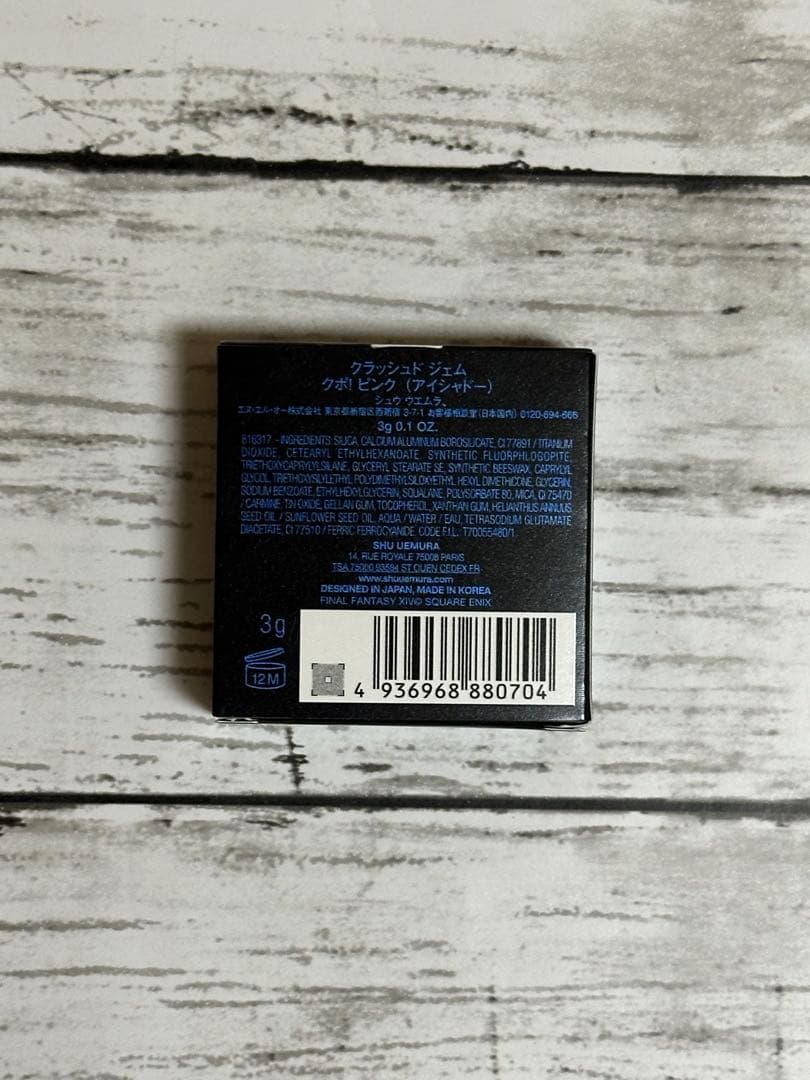 クラッシュド ジェム
クポ! ピンク (アイシャドー)
シュウ ウエムラ。
エヌ・エル・オー株式会社 東京都新宿区西新宿 3-7-1 お客様相談室(日本国内) 0120-694-666
3g 0.1 OZ.
B16317 - INGREDIENTS: SILICA, CALCIUM ALUMINUM BOROSILICATE, CI 77891 / TITANIUM
DIOXIDE, CETEARYL ETHYLHEXANOATE, SYNTHETIC FLUORPHLOGOPITE,
TRIETHOXYCAPRYLYLSILANE, GLYCERYL STEARATE SE, SYNTHETIC BEESWAX, CAPRYLYL
GLYCOL, TRIETHOXYSILYLETHYL POLYDIMETHYLSILOXYETHYL HEXYL DIMETHICONE, GLYCERIN,
SODIUM BENZOATE, ETHYLHEXYLGLYCERIN, SQUALANE, POLYSORBATE 80, MICA, CI 75470
/ CARMINE, TIN OXIDE, GELLAN GUM, TOCOPHEROL, XANTHAN GUM, HELIANTHUS ANNUUS
SEED OIL / SUNFLOWER SEED OIL, AQUA / WATER / EAU, TETRASODIUM GLUTAMATE
DIACETATE, CI 77510 / FERRIC FERROCYANIDE. CODE F.I.L. T70055480/1
SHU UEMURA
14, RUE ROYALE 75008 PARIS
TSA 75000 93584 ST OUEN CEDEX FR
www.shuuemura.com
DESIGNED IN JAPAN, MADE IN KOREA
FINAL FANTASY XIV© SQUARE ENIX
3g
12M
4 936968 880704